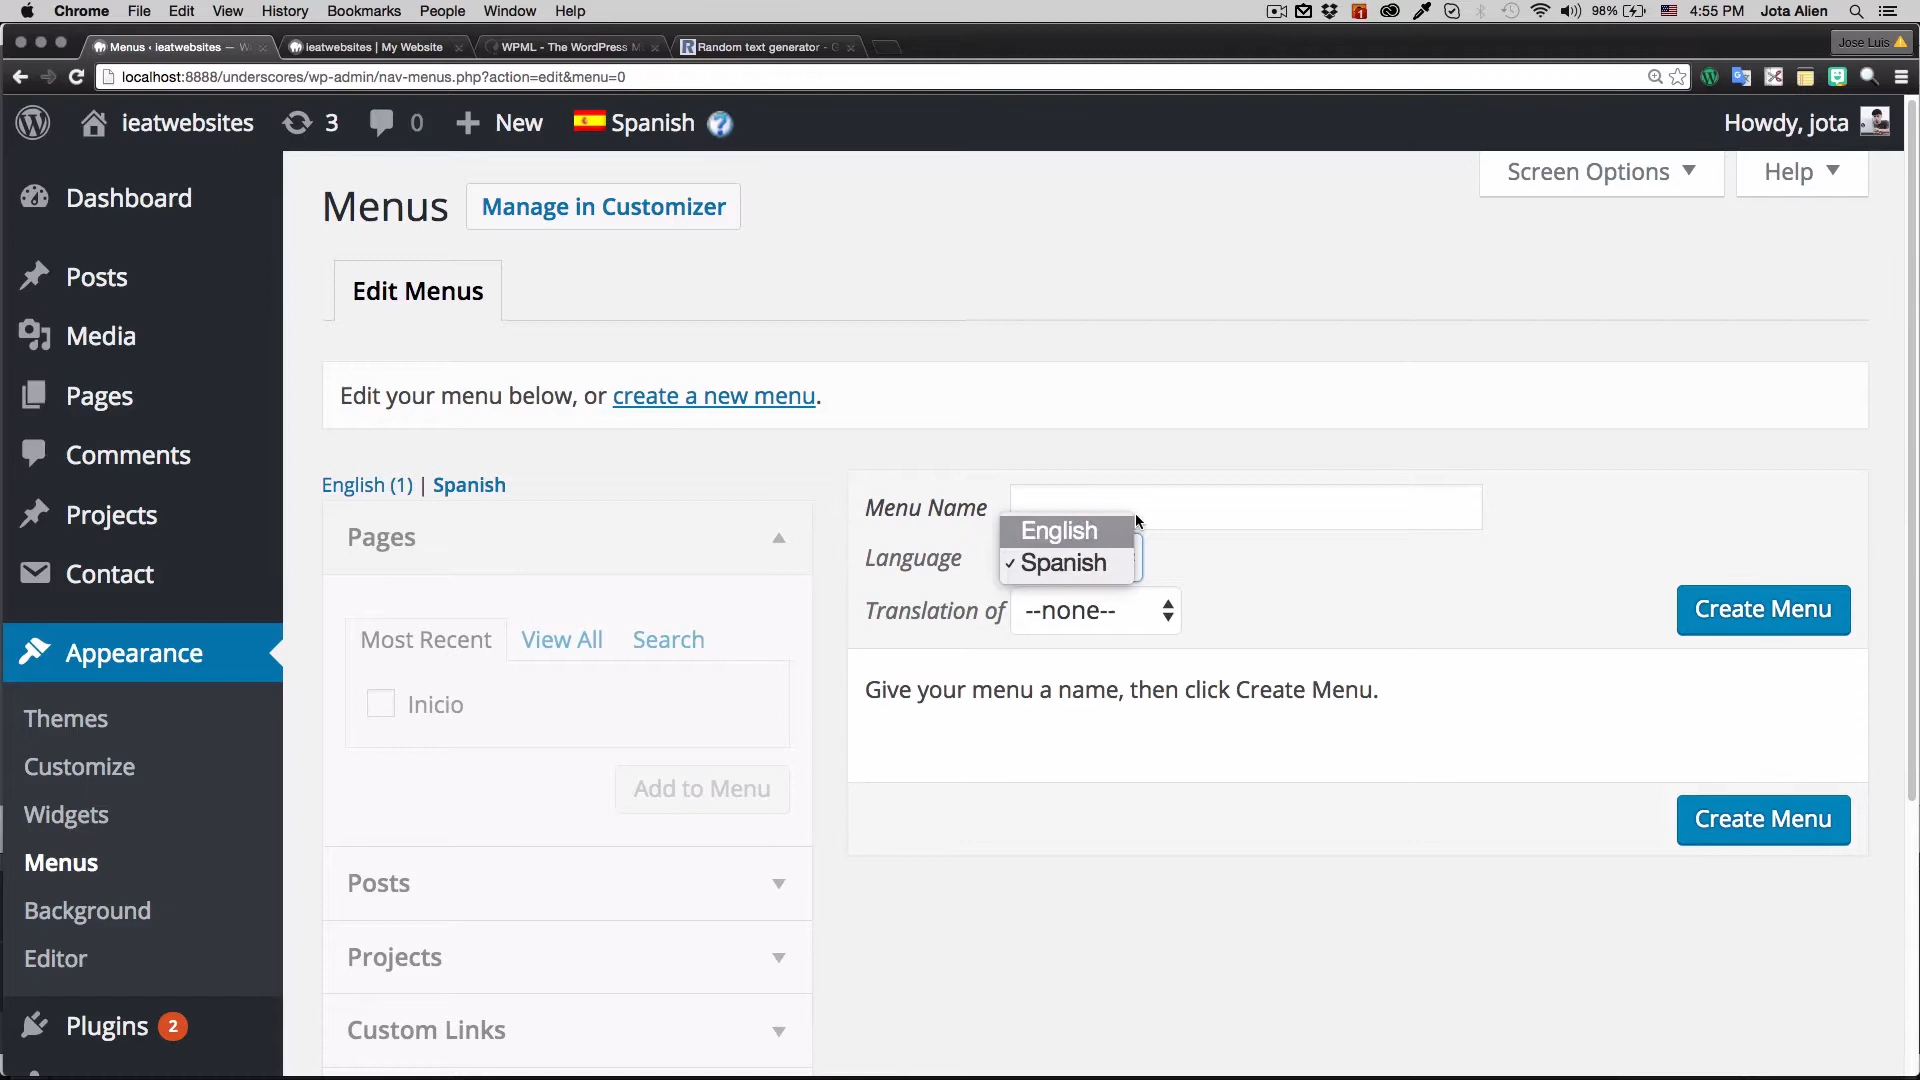 Chrome File Edit View History Bookmarks People Window Help 1 98% 4:55 PM Jota Alien
Menus ‹ ieatwebsites — W
ieatwebsites | My Website
WPML - The WordPress M
Random text generator - G
Jose Luis
localhost:8888/underscores/wp-admin/nav-menus.php?action=edit&menu=0
ieatwebsites 3 0 New Spanish ? Howdy, jota
Dashboard
Posts
Media
Pages
Comments
Projects
Contact
Appearance
Themes
Customize
Widgets
Menus
Background
Editor
Plugins 2
Screen Options Help
Menus Manage in Customizer
Edit Menus
Edit your menu below, or create a new menu.
English (1) | Spanish
Pages
Most Recent View All Search
Inicio
Add to Menu
Posts
Projects
Custom Links
Menu Name
Language
English
✓ Spanish
Translation of --none--
Create Menu
Give your menu a name, then click Create Menu.
Create Menu